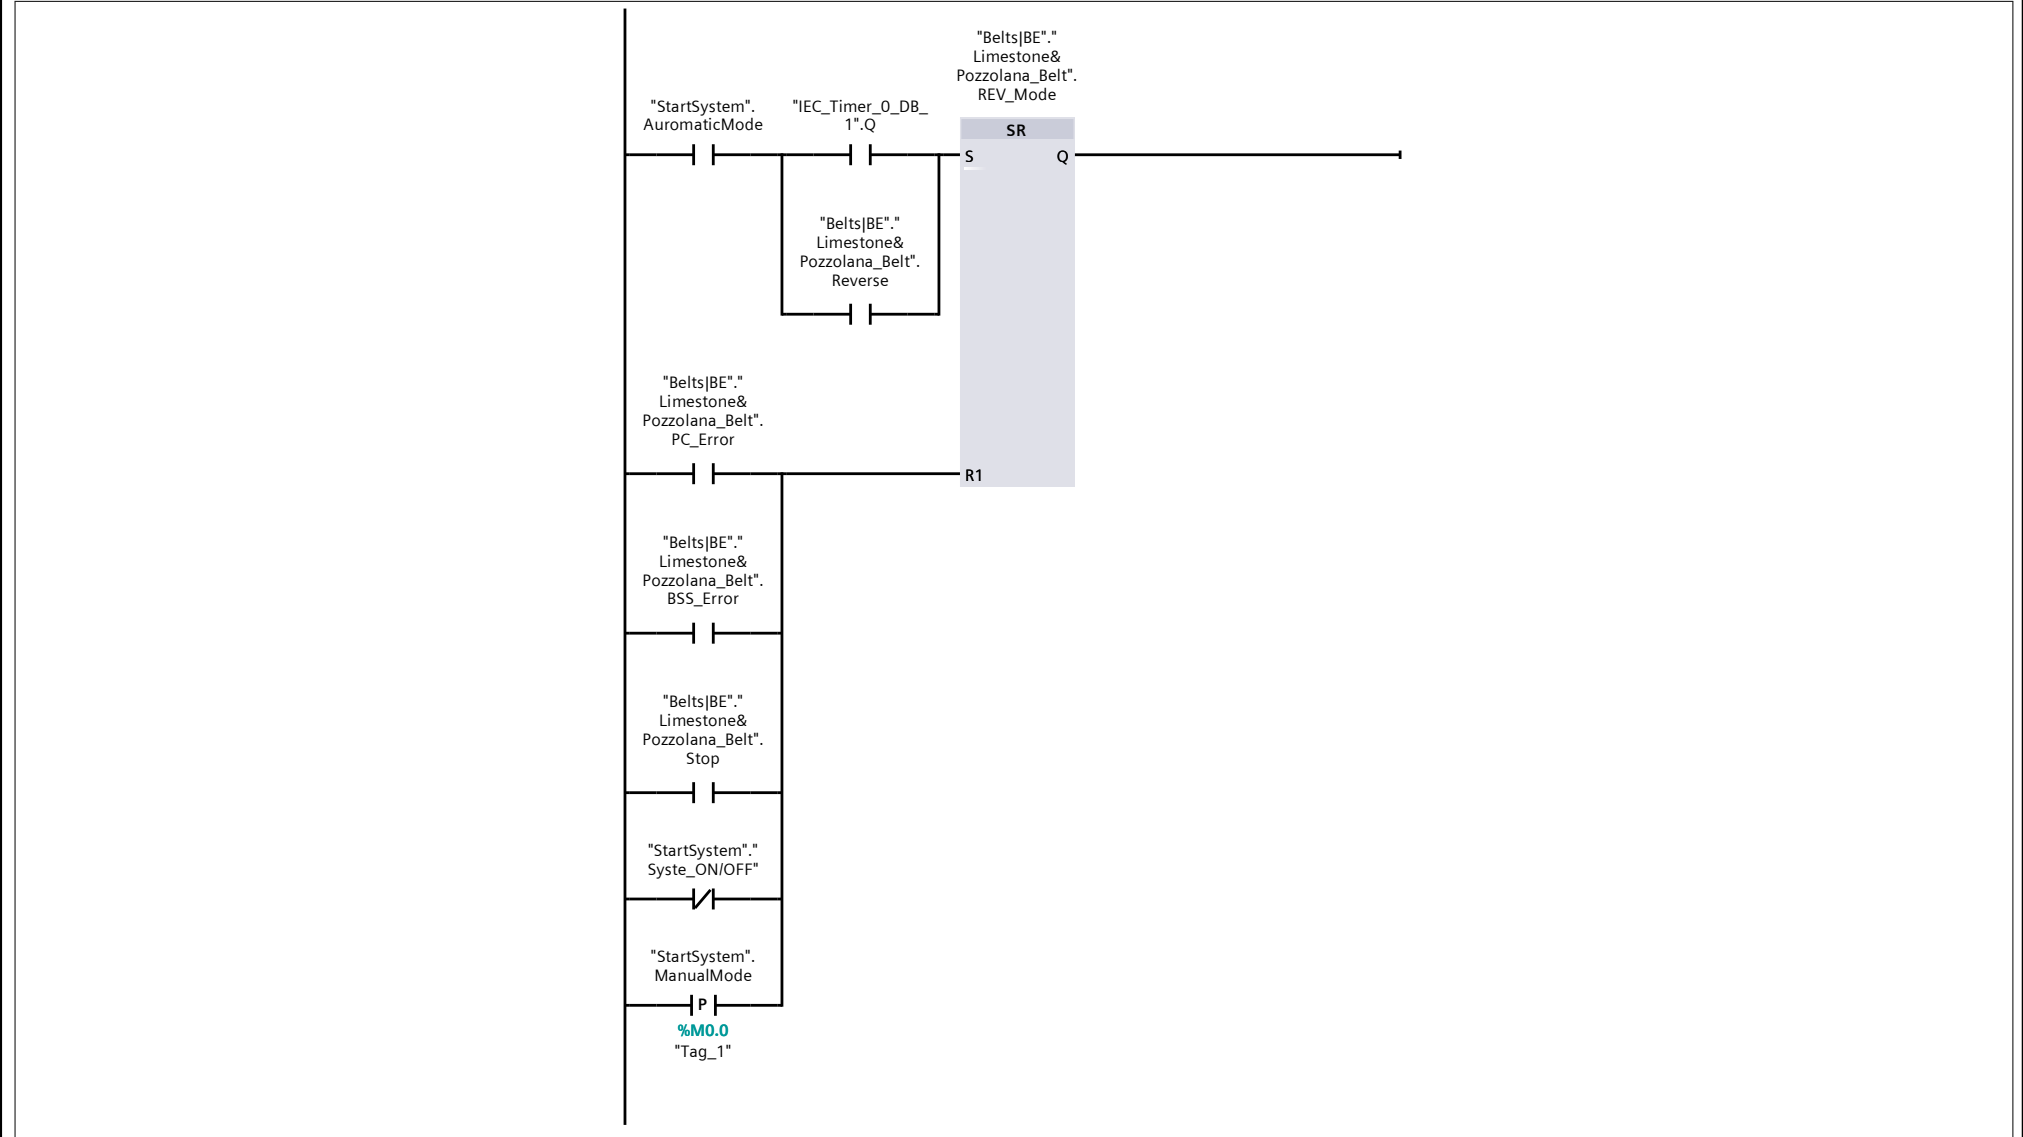 "Belts|BE"."
Limestone&
Pozzolana_Belt".
REV_Mode
"StartSystem".
AuromaticMode
"IEC_Timer_0_DB_
1".Q
SR
S
Q
"Belts|BE"."
Limestone&
Pozzolana_Belt".
Reverse
"Belts|BE"."
Limestone&
Pozzolana_Belt".
PC_Error
R1
"Belts|BE"."
Limestone&
Pozzolana_Belt".
BSS_Error
"Belts|BE"."
Limestone&
Pozzolana_Belt".
Stop
"StartSystem"."
Syste_ON/OFF"
"StartSystem".
ManualMode
P
%M0.0
"Tag_1"